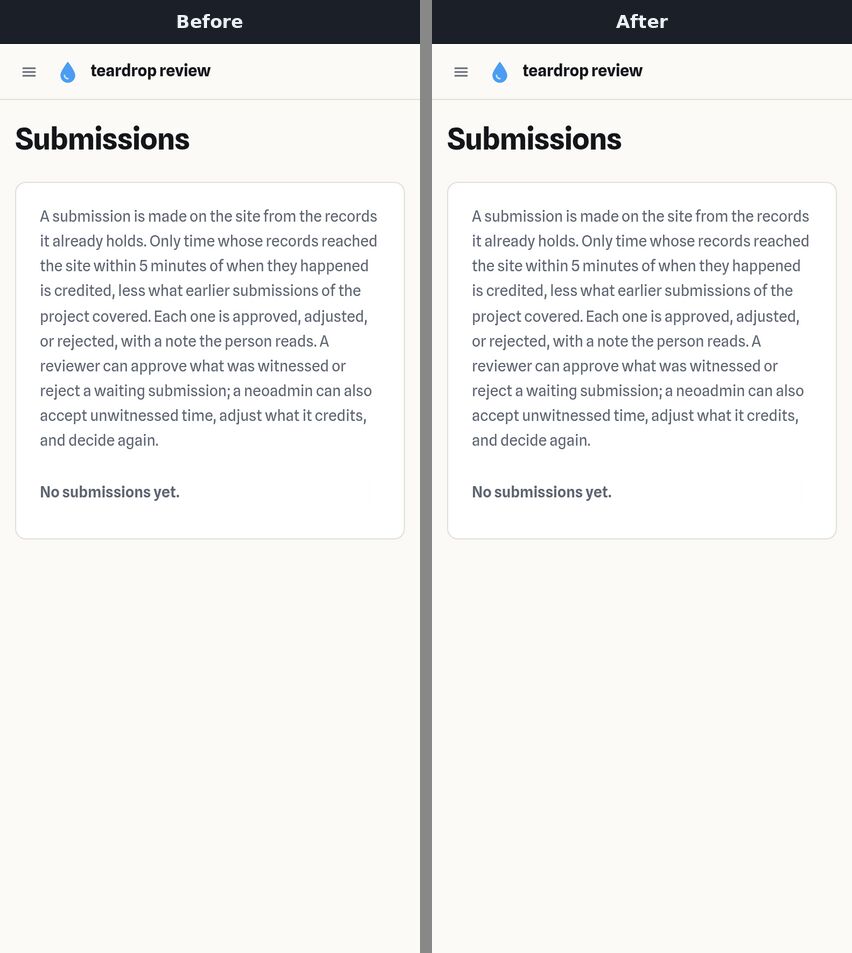 Before
teardrop review
Submissions
A submission is made on the site from the records
it already holds. Only time whose records reached
the site within 5 minutes of when they happened
is credited, less what earlier submissions of the
project covered. Each one is approved, adjusted,
or rejected, with a note the person reads. A
reviewer can approve what was witnessed or
reject a waiting submission; a neoadmin can also
accept unwitnessed time, adjust what it credits,
and decide again.
No submissions yet.
After
teardrop review
Submissions
A submission is made on the site from the records
it already holds. Only time whose records reached
the site within 5 minutes of when they happened
is credited, less what earlier submissions of the
project covered. Each one is approved, adjusted,
or rejected, with a note the person reads. A
reviewer can approve what was witnessed or
reject a waiting submission; a neoadmin can also
accept unwitnessed time, adjust what it credits,
and decide again.
No submissions yet.